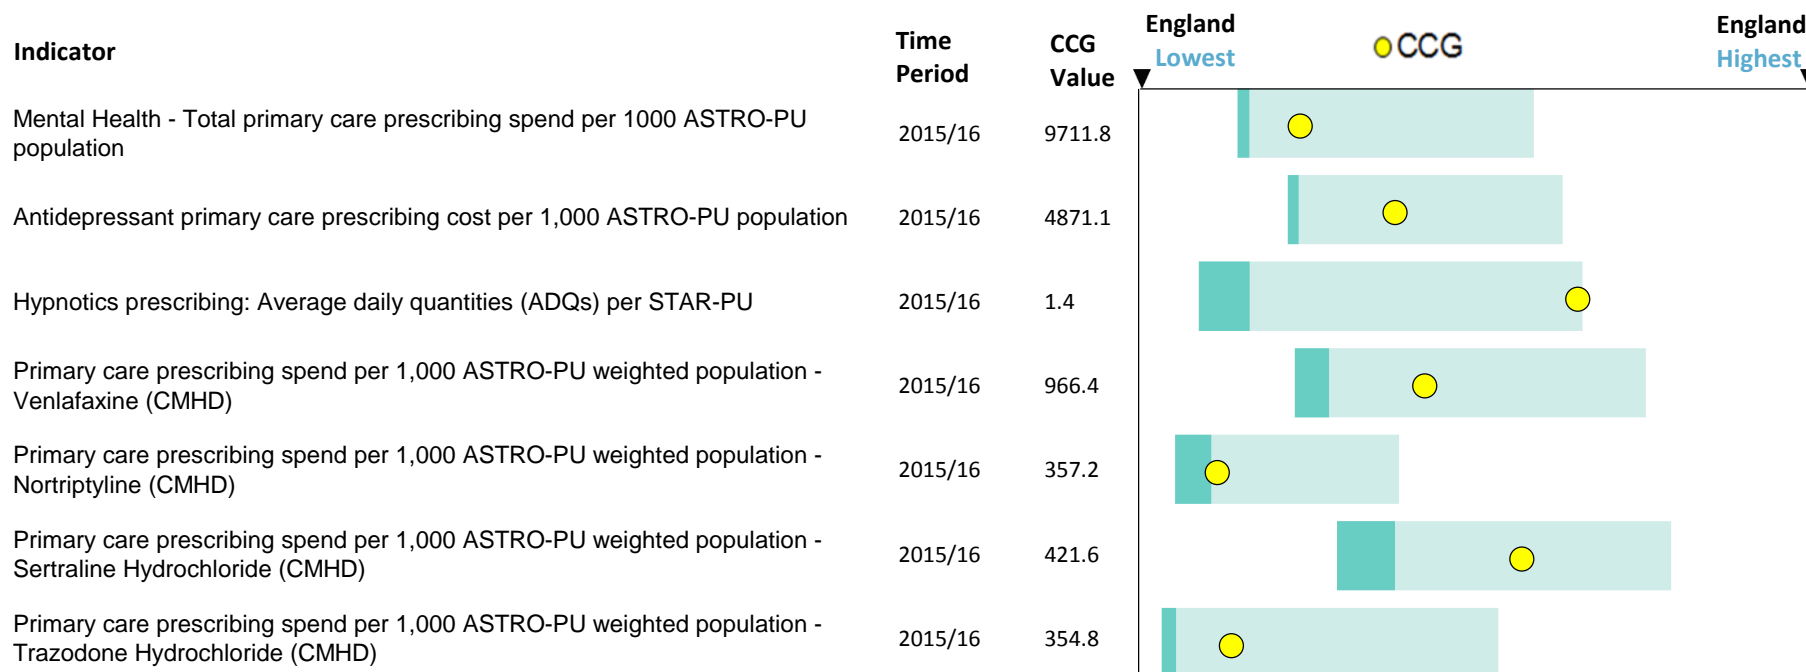 Indicator
Time
Period
CCG
Value
England
Lowest
CCG
England
Highest
Mental Health - Total primary care prescribing spend per 1000 ASTRO-PU
population
2015/16
9711.8
Antidepressant primary care prescribing cost per 1,000 ASTRO-PU population
2015/16
4871.1
Hypnotics prescribing: Average daily quantities (ADQs) per STAR-PU
2015/16
1.4
Primary care prescribing spend per 1,000 ASTRO-PU weighted population -
Venlafaxine (CMHD)
2015/16
966.4
Primary care prescribing spend per 1,000 ASTRO-PU weighted population -
Nortriptyline (CMHD)
2015/16
357.2
Primary care prescribing spend per 1,000 ASTRO-PU weighted population -
Sertraline Hydrochloride (CMHD)
2015/16
421.6
Primary care prescribing spend per 1,000 ASTRO-PU weighted population -
Trazodone Hydrochloride (CMHD)
2015/16
354.8